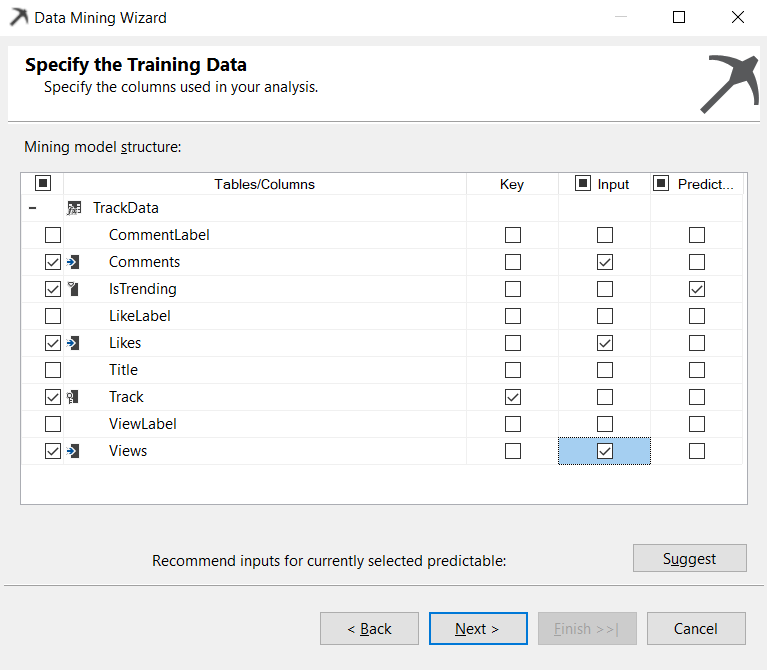 Data Mining Wizard
Specify the Training Data
Specify the columns used in your analysis.
Mining model structure:
Tables/Columns Key Input Predict...
TrackData
CommentLabel
Comments
IsTrending
LikeLabel
Likes
Title
Track
ViewLabel
Views
Recommend inputs for currently selected predictable: Suggest
< Back Next > Finish >>| Cancel